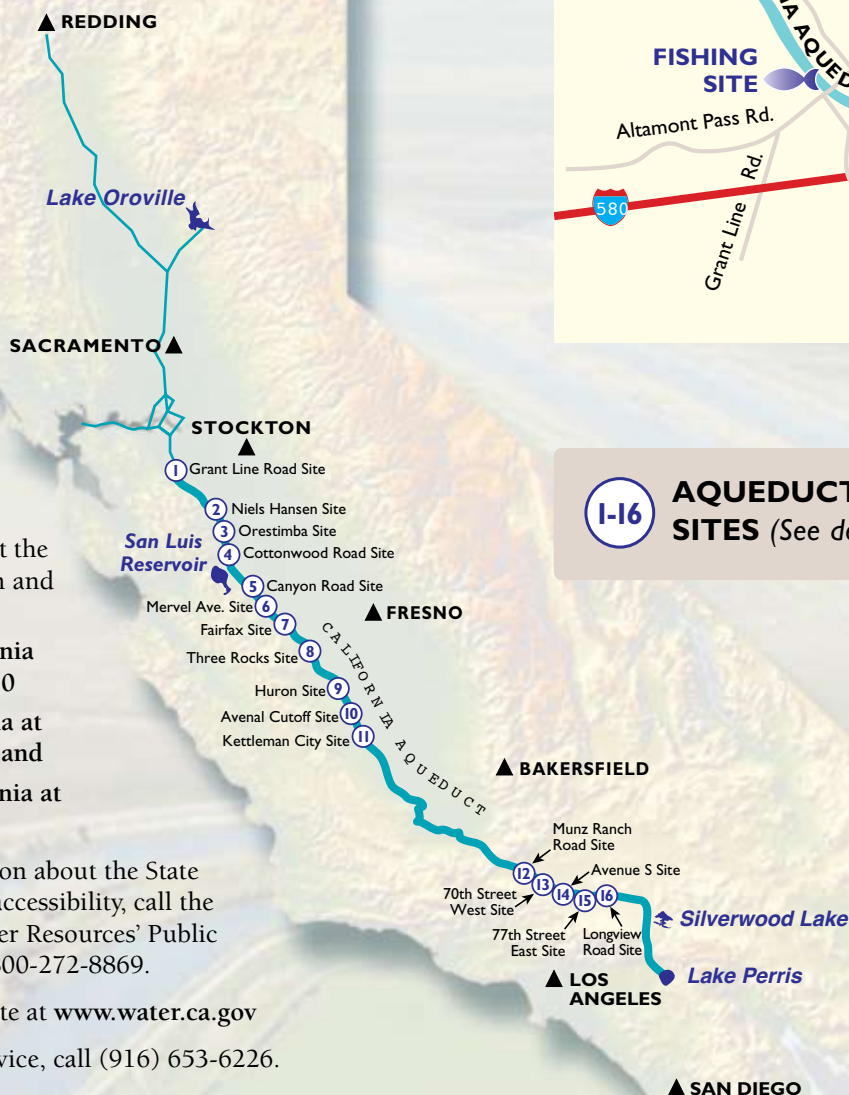 REDDING
Lake Oroville
SACRAMENTO
STOCKTON
1 Grant Line Road Site
2 Niels Hansen Site
3 Orestimba Site
4 Cottonwood Road Site
San Luis
Reservoir
5 Canyon Road Site
Mervel Ave. Site 6
Fairfax Site 7
FRESNO
Three Rocks Site 8
Huron Site 9
Avenal Cutoff Site 10
Kettleman City Site 11
CALIFORNIA AQUEDUCT
BAKERSFIELD
Munz Ranch
Road Site
12
13
14
15
16
Avenue S Site
70th Street
West Site
77th Street
East Site
Longview
Road Site
Silverwood Lake
Lake Perris
LOS
ANGELES
SAN DIEGO
t the
n and
nia
0
a at
and
nia at
on about the State
accessibility, call the
er Resources' Public
00-272-8869.
te at www.water.ca.gov
vice, call (916) 653-6226.
IA AQUED
FISHING
SITE
Altamont Pass Rd.
Grant Line Rd.
580
1-16
AQUEDUCT
SITES (See de